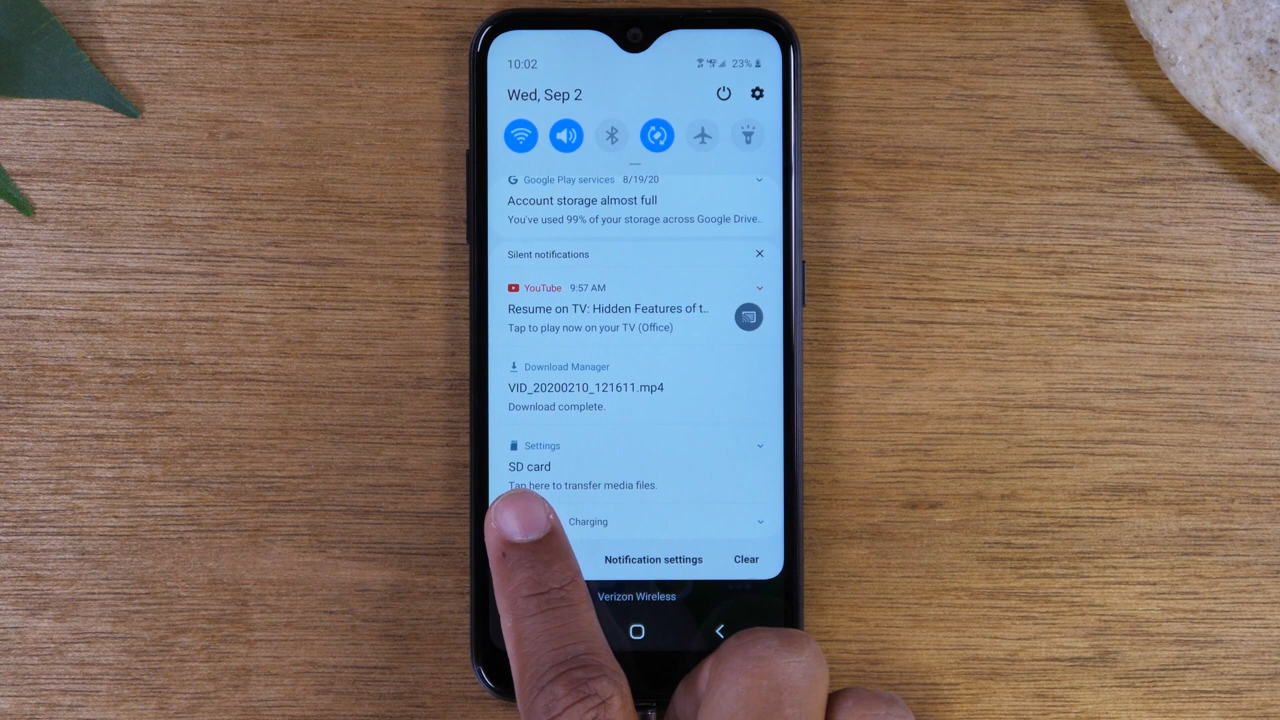 10:02 23%
Wed, Sep 2
Google Play services 8/19/20
Account storage almost full
You've used 99% of your storage across Google Drive..
Silent notifications
YouTube 9:57 AM
Resume on TV: Hidden Features of t..
Tap to play now on your TV (Office)
Download Manager
VID_20200210_121611.mp4
Download complete.
Settings
SD card
Tap here to transfer media files.
Charging
Notification settings Clear
Verizon Wireless